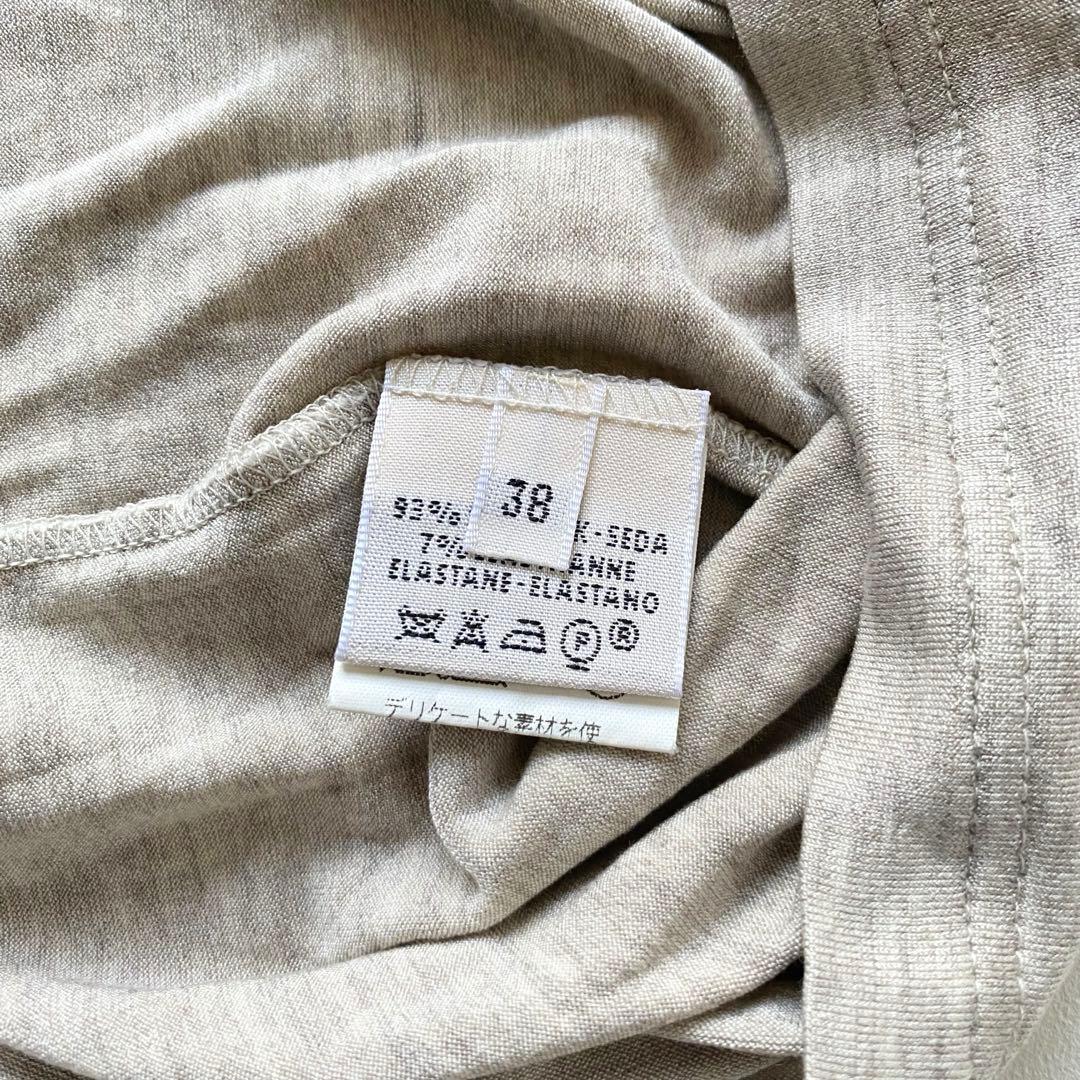 38
93% K-SEDA
7% ANNE
ELASTANE-ELASTANO
P ®
デリケートな素材を使